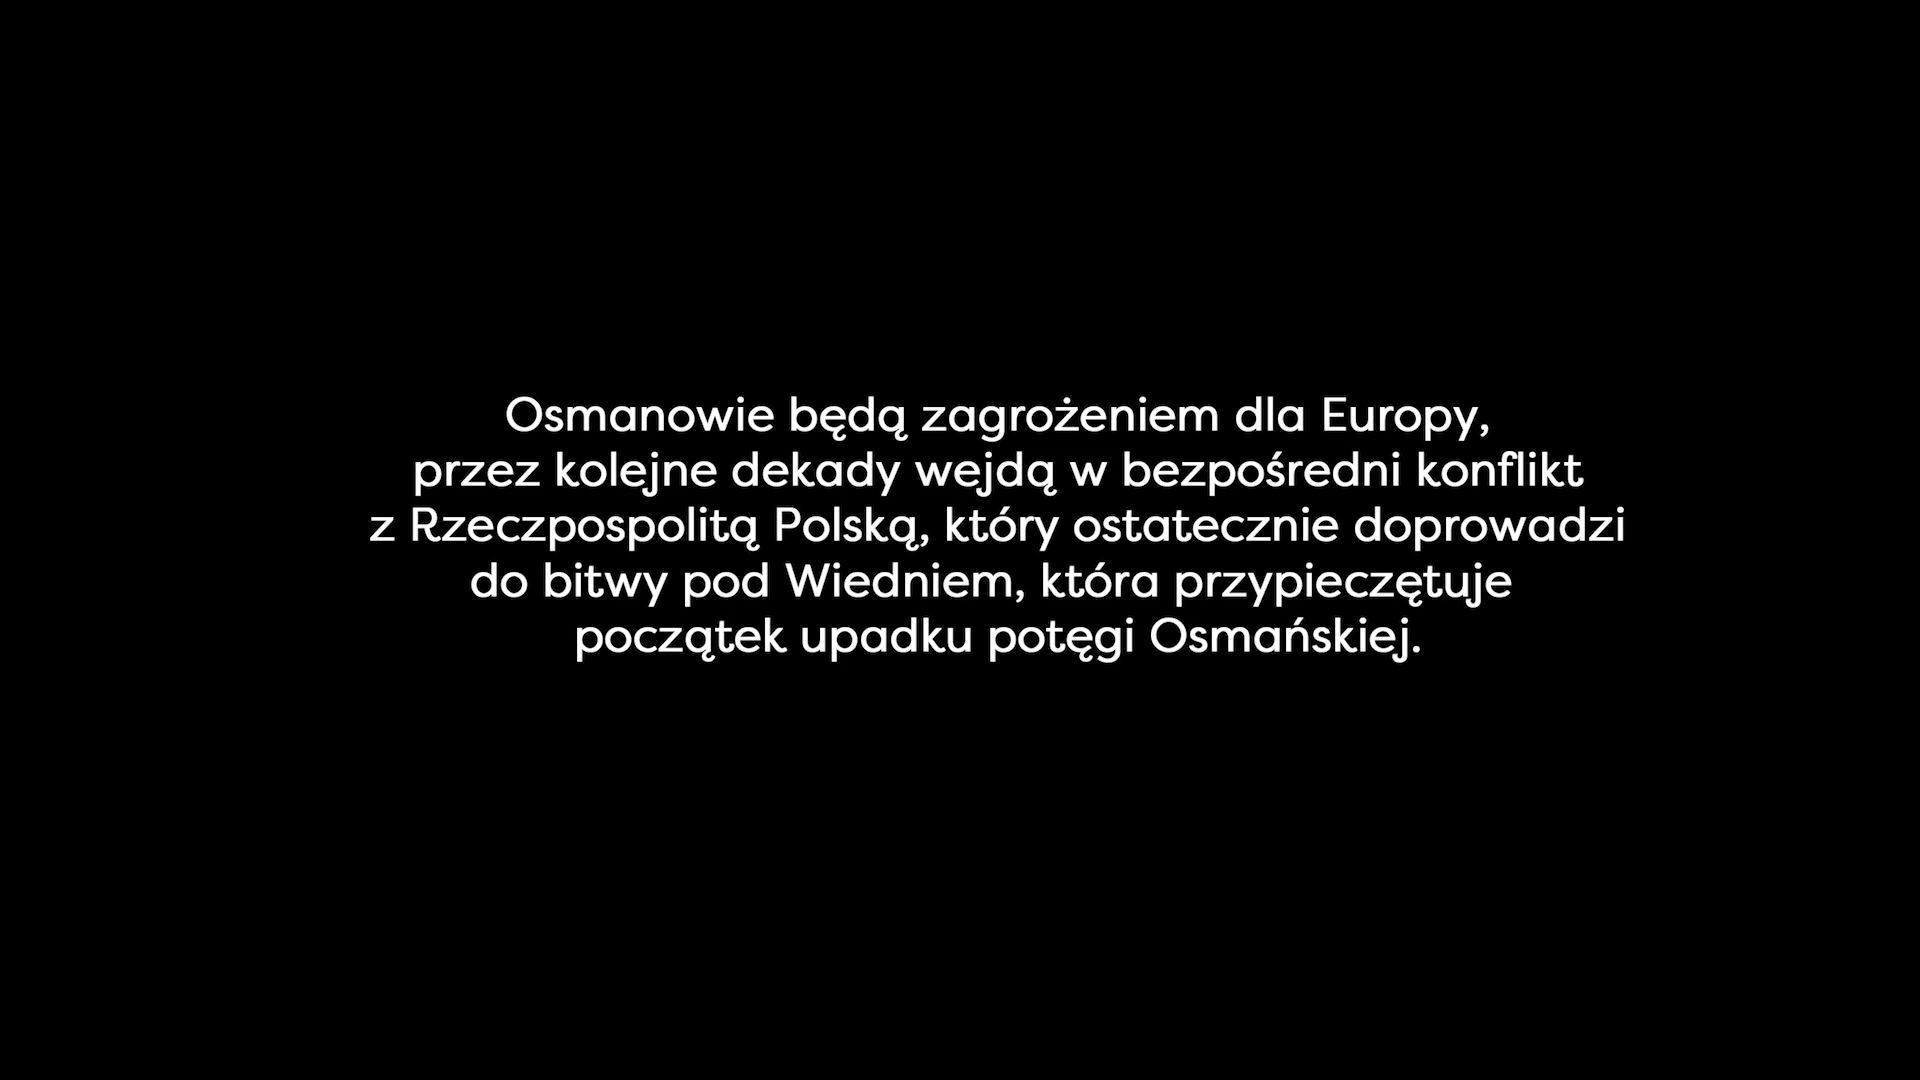 Osmanowie będą zagrożeniem dla Europy,
przez kolejne dekady wejdą w bezpośredni konflikt
z Rzeczpospolitą Polską, który ostatecznie doprowadzi
do bitwy pod Wiedniem, która przypieczętuje
początek upadku potęgi Osmańskiej.